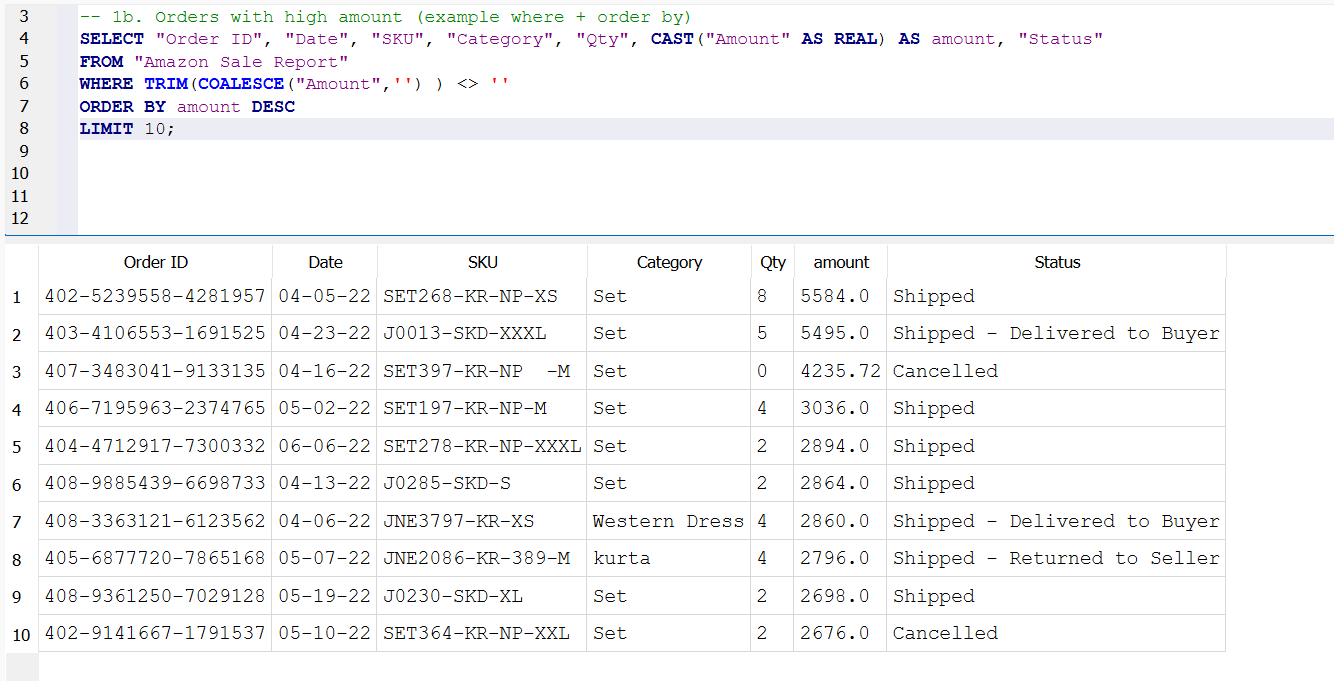 3 -- 1b. Orders with high amount (example where + order by)
4 SELECT "Order ID", "Date", "SKU", "Category", "Qty", CAST("Amount" AS REAL) AS amount, "Status"
5 FROM "Amazon Sale Report"
6 WHERE TRIM(COALESCE("Amount",'') ) <> ''
7 ORDER BY amount DESC
8 LIMIT 10;
9
10
11
12
Order ID Date SKU Category Qty amount Status
1 402-5239558-4281957 04-05-22 SET268-KR-NP-XS Set 8 5584.0 Shipped
2 403-4106553-1691525 04-23-22 J0013-SKD-XXXL Set 5 5495.0 Shipped - Delivered to Buyer
3 407-3483041-9133135 04-16-22 SET397-KR-NP  -M Set 0 4235.72 Cancelled
4 406-7195963-2374765 05-02-22 SET197-KR-NP-M Set 4 3036.0 Shipped
5 404-4712917-7300332 06-06-22 SET278-KR-NP-XXXL Set 2 2894.0 Shipped
6 408-9885439-6698733 04-13-22 J0285-SKD-S Set 2 2864.0 Shipped
7 408-3363121-6123562 04-06-22 JNE3797-KR-XS Western Dress 4 2860.0 Shipped - Delivered to Buyer
8 405-6877720-7865168 05-07-22 JNE2086-KR-389-M kurta 4 2796.0 Shipped - Returned to Seller
9 408-9361250-7029128 05-19-22 J0230-SKD-XL Set 2 2698.0 Shipped
10 402-9141667-1791537 05-10-22 SET364-KR-NP-XXL Set 2 2676.0 Cancelled